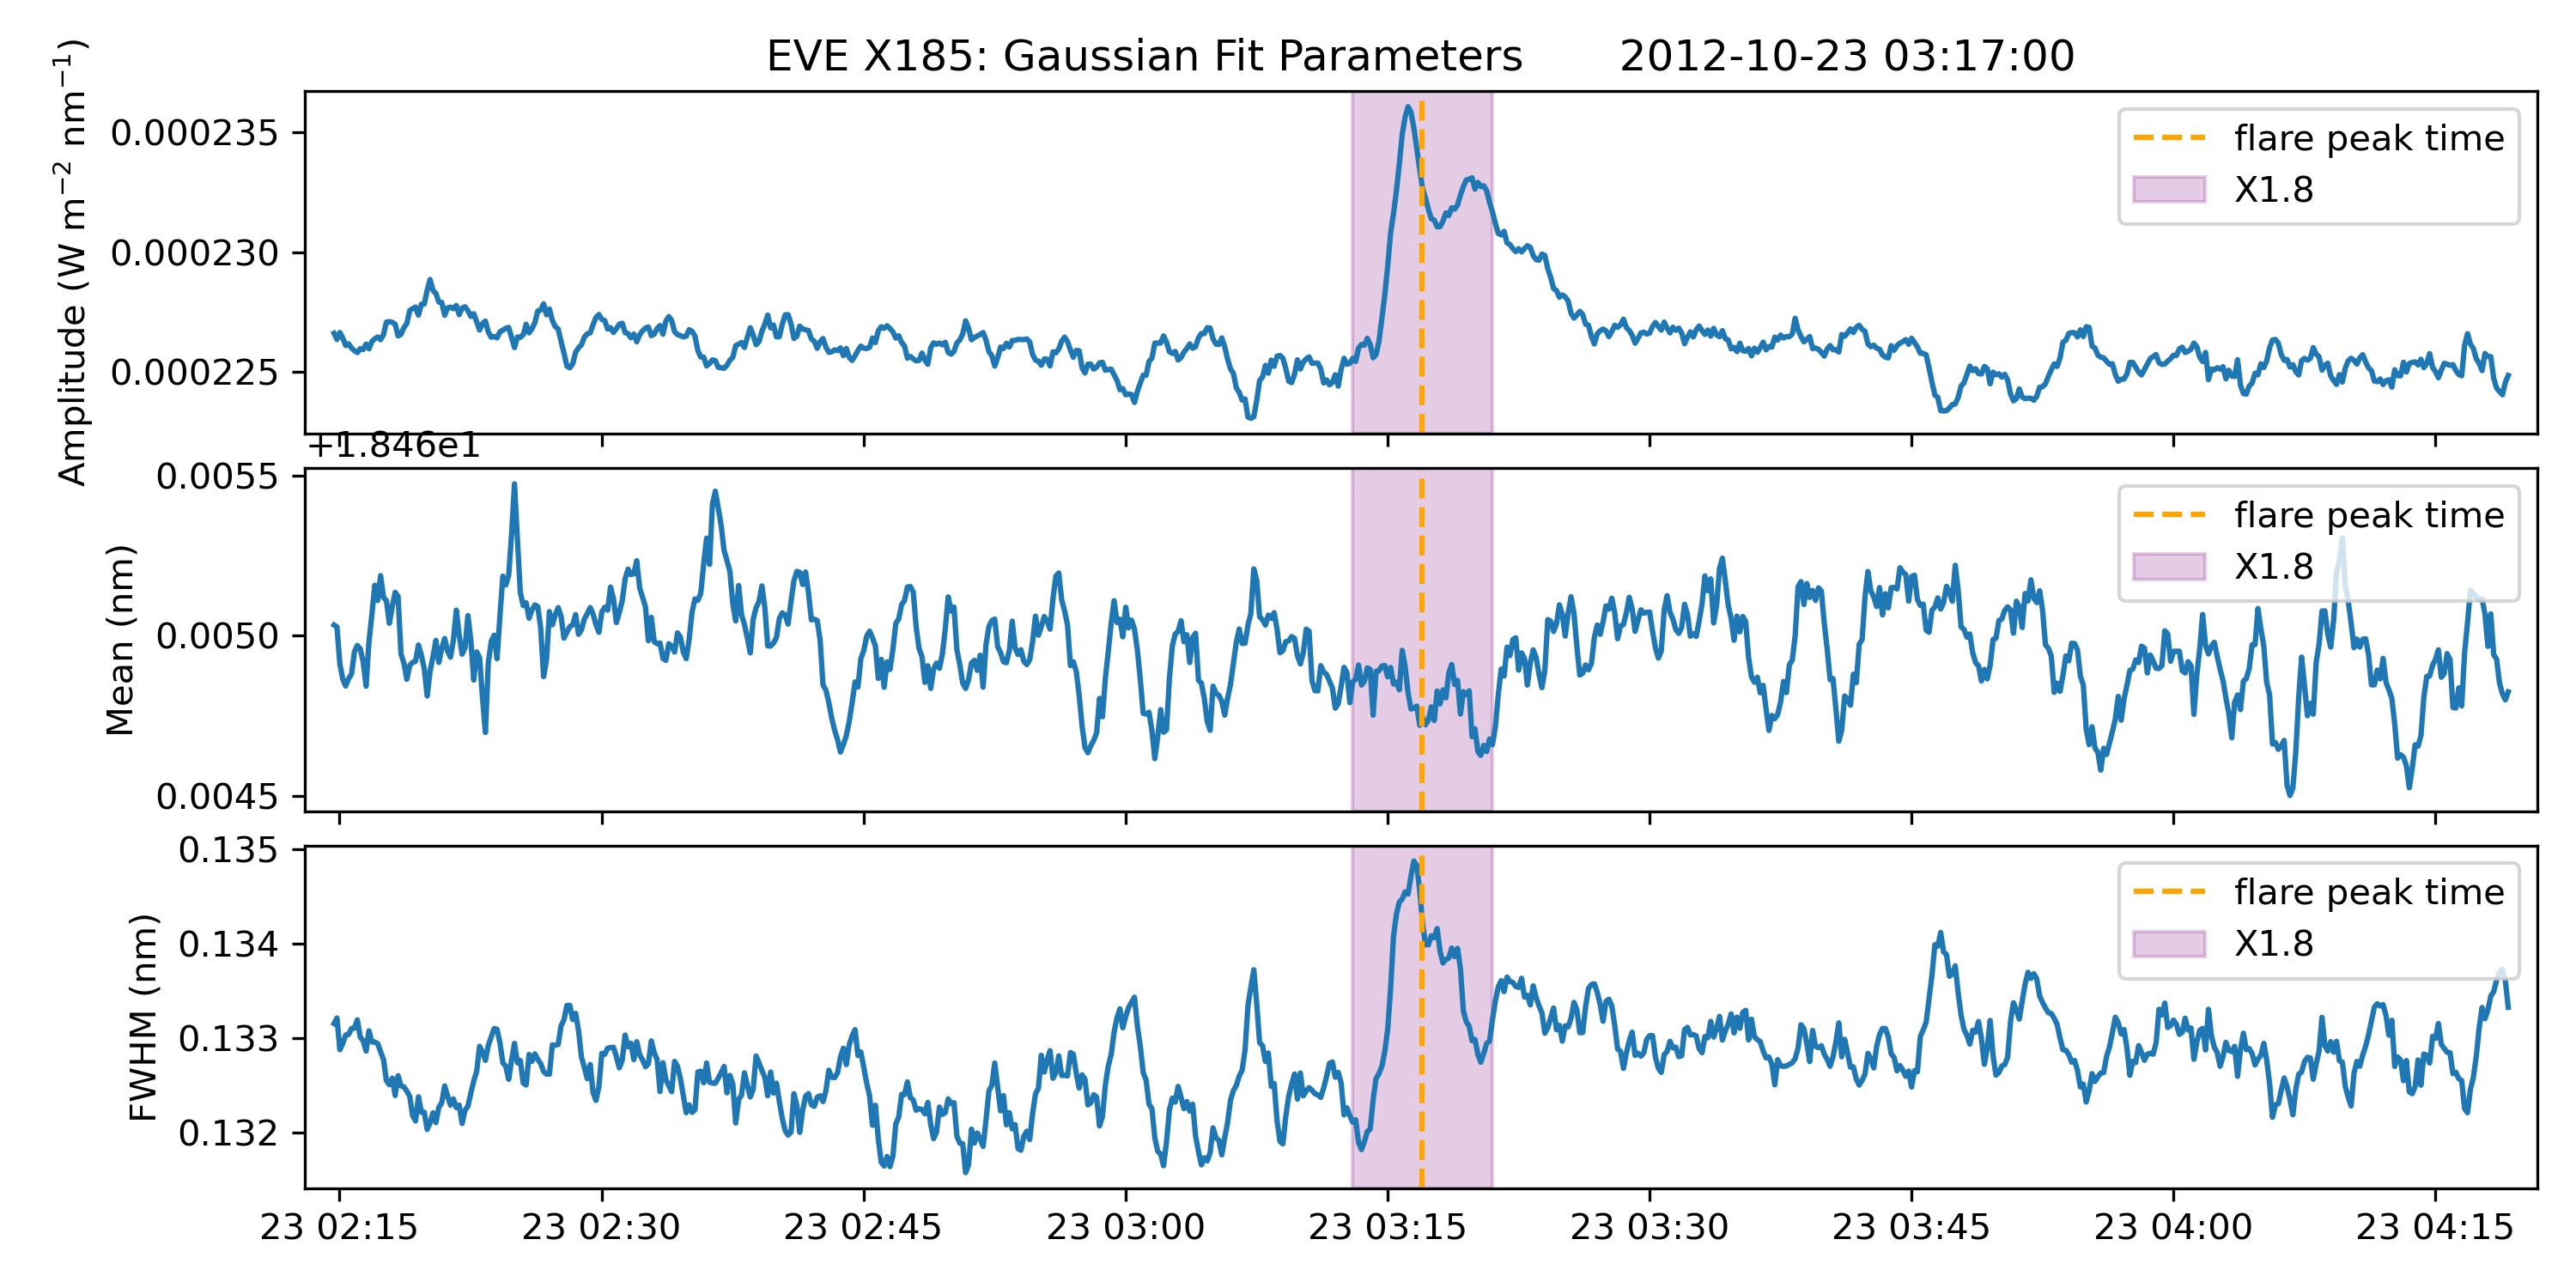 EVE X185: Gaussian Fit Parameters 2012-10-23 03:17:00
Amplitude (W m⁻² nm⁻¹)
0.000235
0.000230
0.000225
flare peak time
X1.8
+1.846e1
Mean (nm)
0.0055
0.0050
0.0045
flare peak time
X1.8
FWHM (nm)
0.135
0.134
0.133
0.132
flare peak time
X1.8
23 02:15 23 02:30 23 02:45 23 03:00 23 03:15 23 03:30 23 03:45 23 04:00 23 04:15